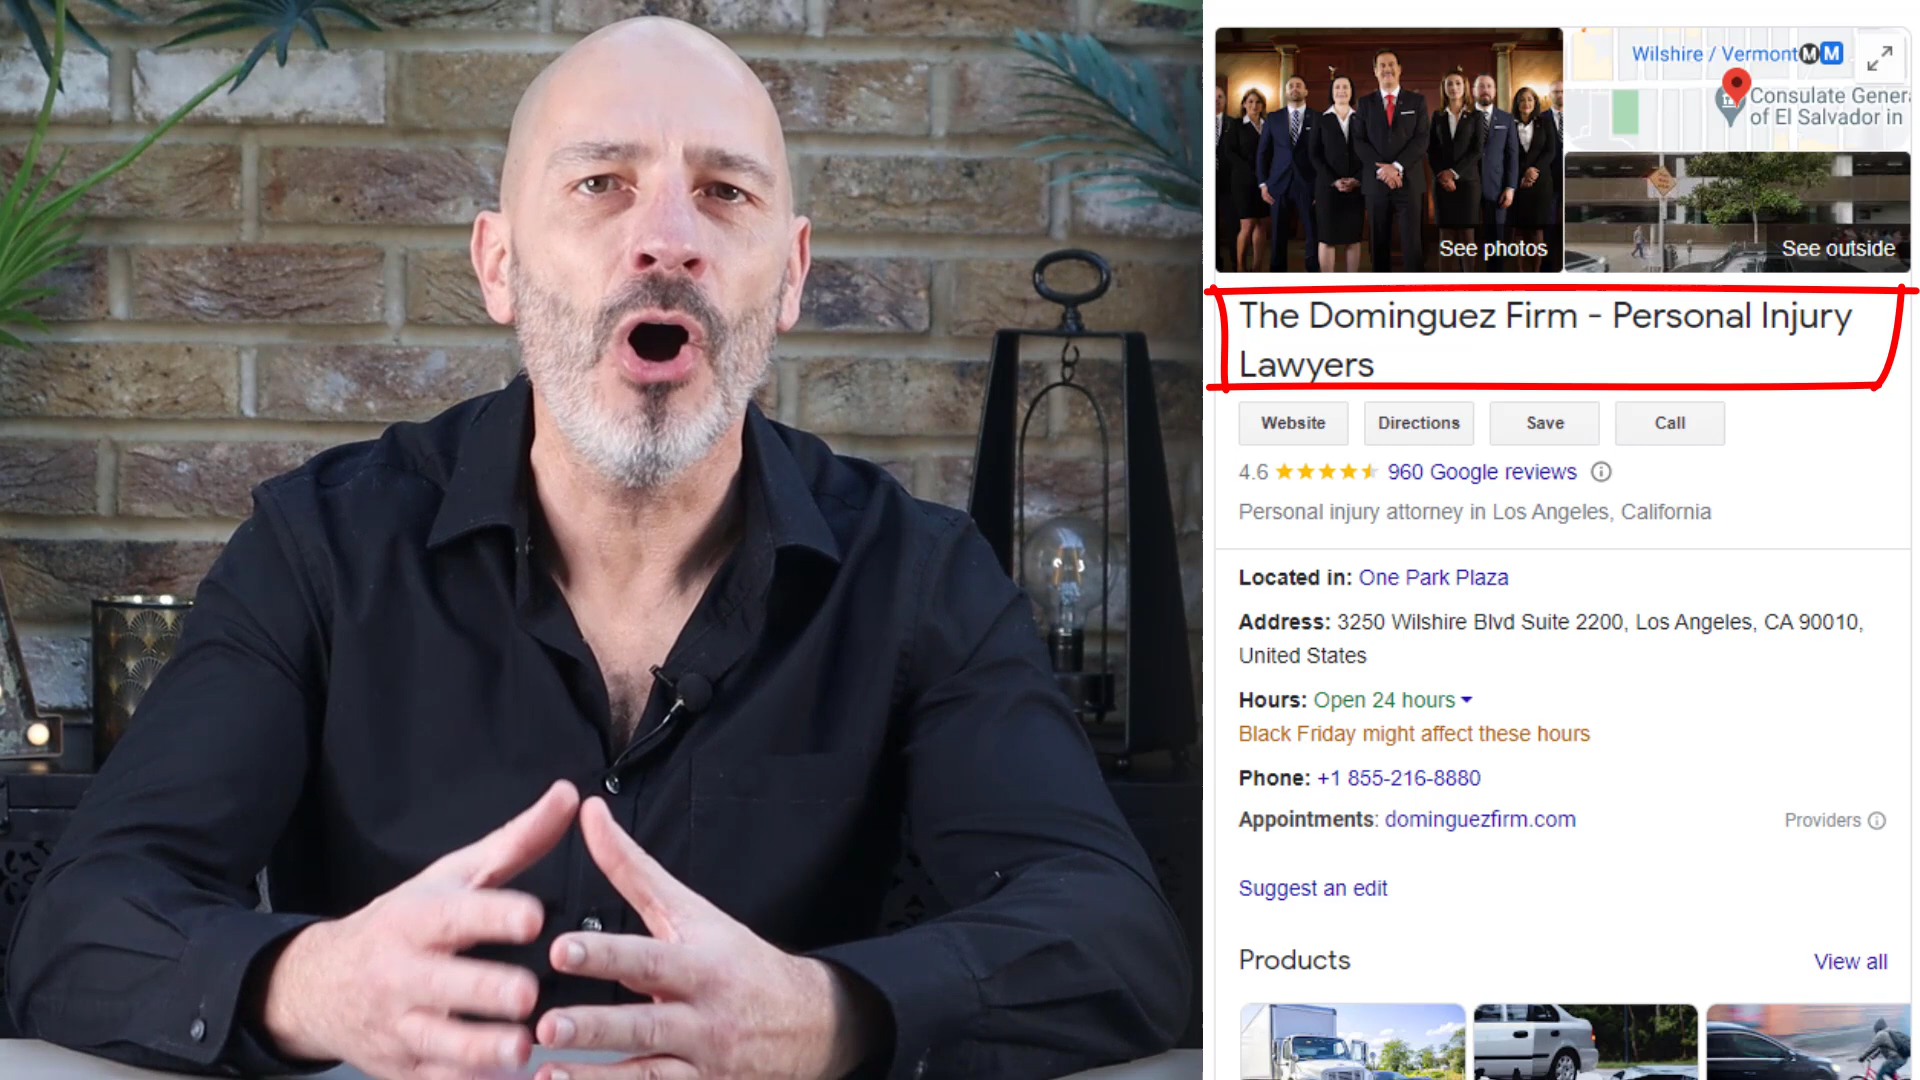 Wilshire / Vermont M M
Consulate Gener
of El Salvador in
See photos
See outside
The Dominguez Firm - Personal Injury
Lawyers
Website
Directions
Save
Call
4.6 960 Google reviews
Personal injury attorney in Los Angeles, California
Located in: One Park Plaza
Address: 3250 Wilshire Blvd Suite 2200, Los Angeles, CA 90010,
United States
Hours: Open 24 hours
Black Friday might affect these hours
Phone: +1 855-216-8880
Appointments: dominguezfirm.com
Providers
Suggest an edit
Products
View all